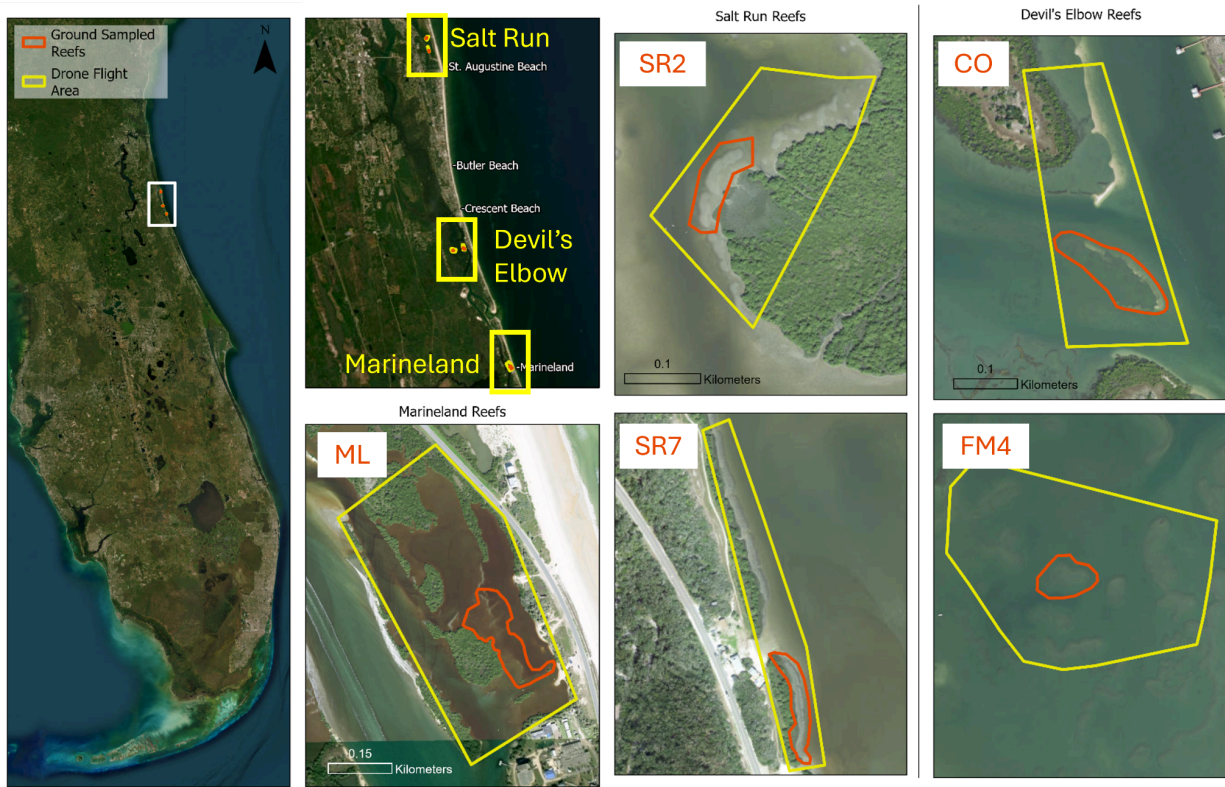 Ground Sampled
Reefs
Drone Flight
Area
N
Salt Run
St. Augustine Beach
-Butler Beach
-Crescent Beach
Devil's
Elbow
Marineland
-Marineland
Salt Run Reefs
SR2
0.1
Kilometers
Devil's Elbow Reefs
CO
0.1
Kilometers
Marineland Reefs
ML
0.15
Kilometers
SR7
FM4